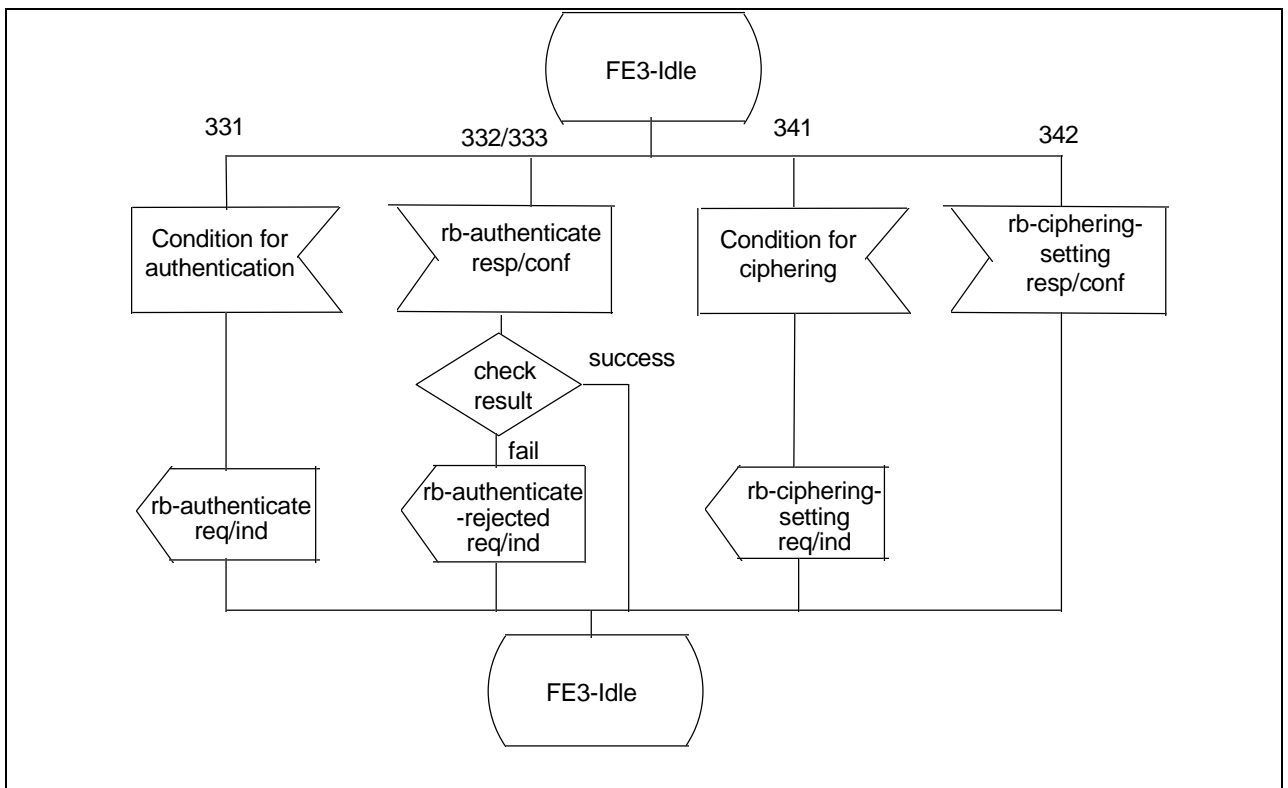 FE3-Idle
331
332/333
341
342
Condition for
authentication
rb-authenticate
resp/conf
Condition for
ciphering
rb-ciphering-
setting
resp/conf
check
result
success
fail
rb-authenticate
req/ind
rb-authenticate
-rejected
req/ind
rb-ciphering-
setting
req/ind
FE3-Idle